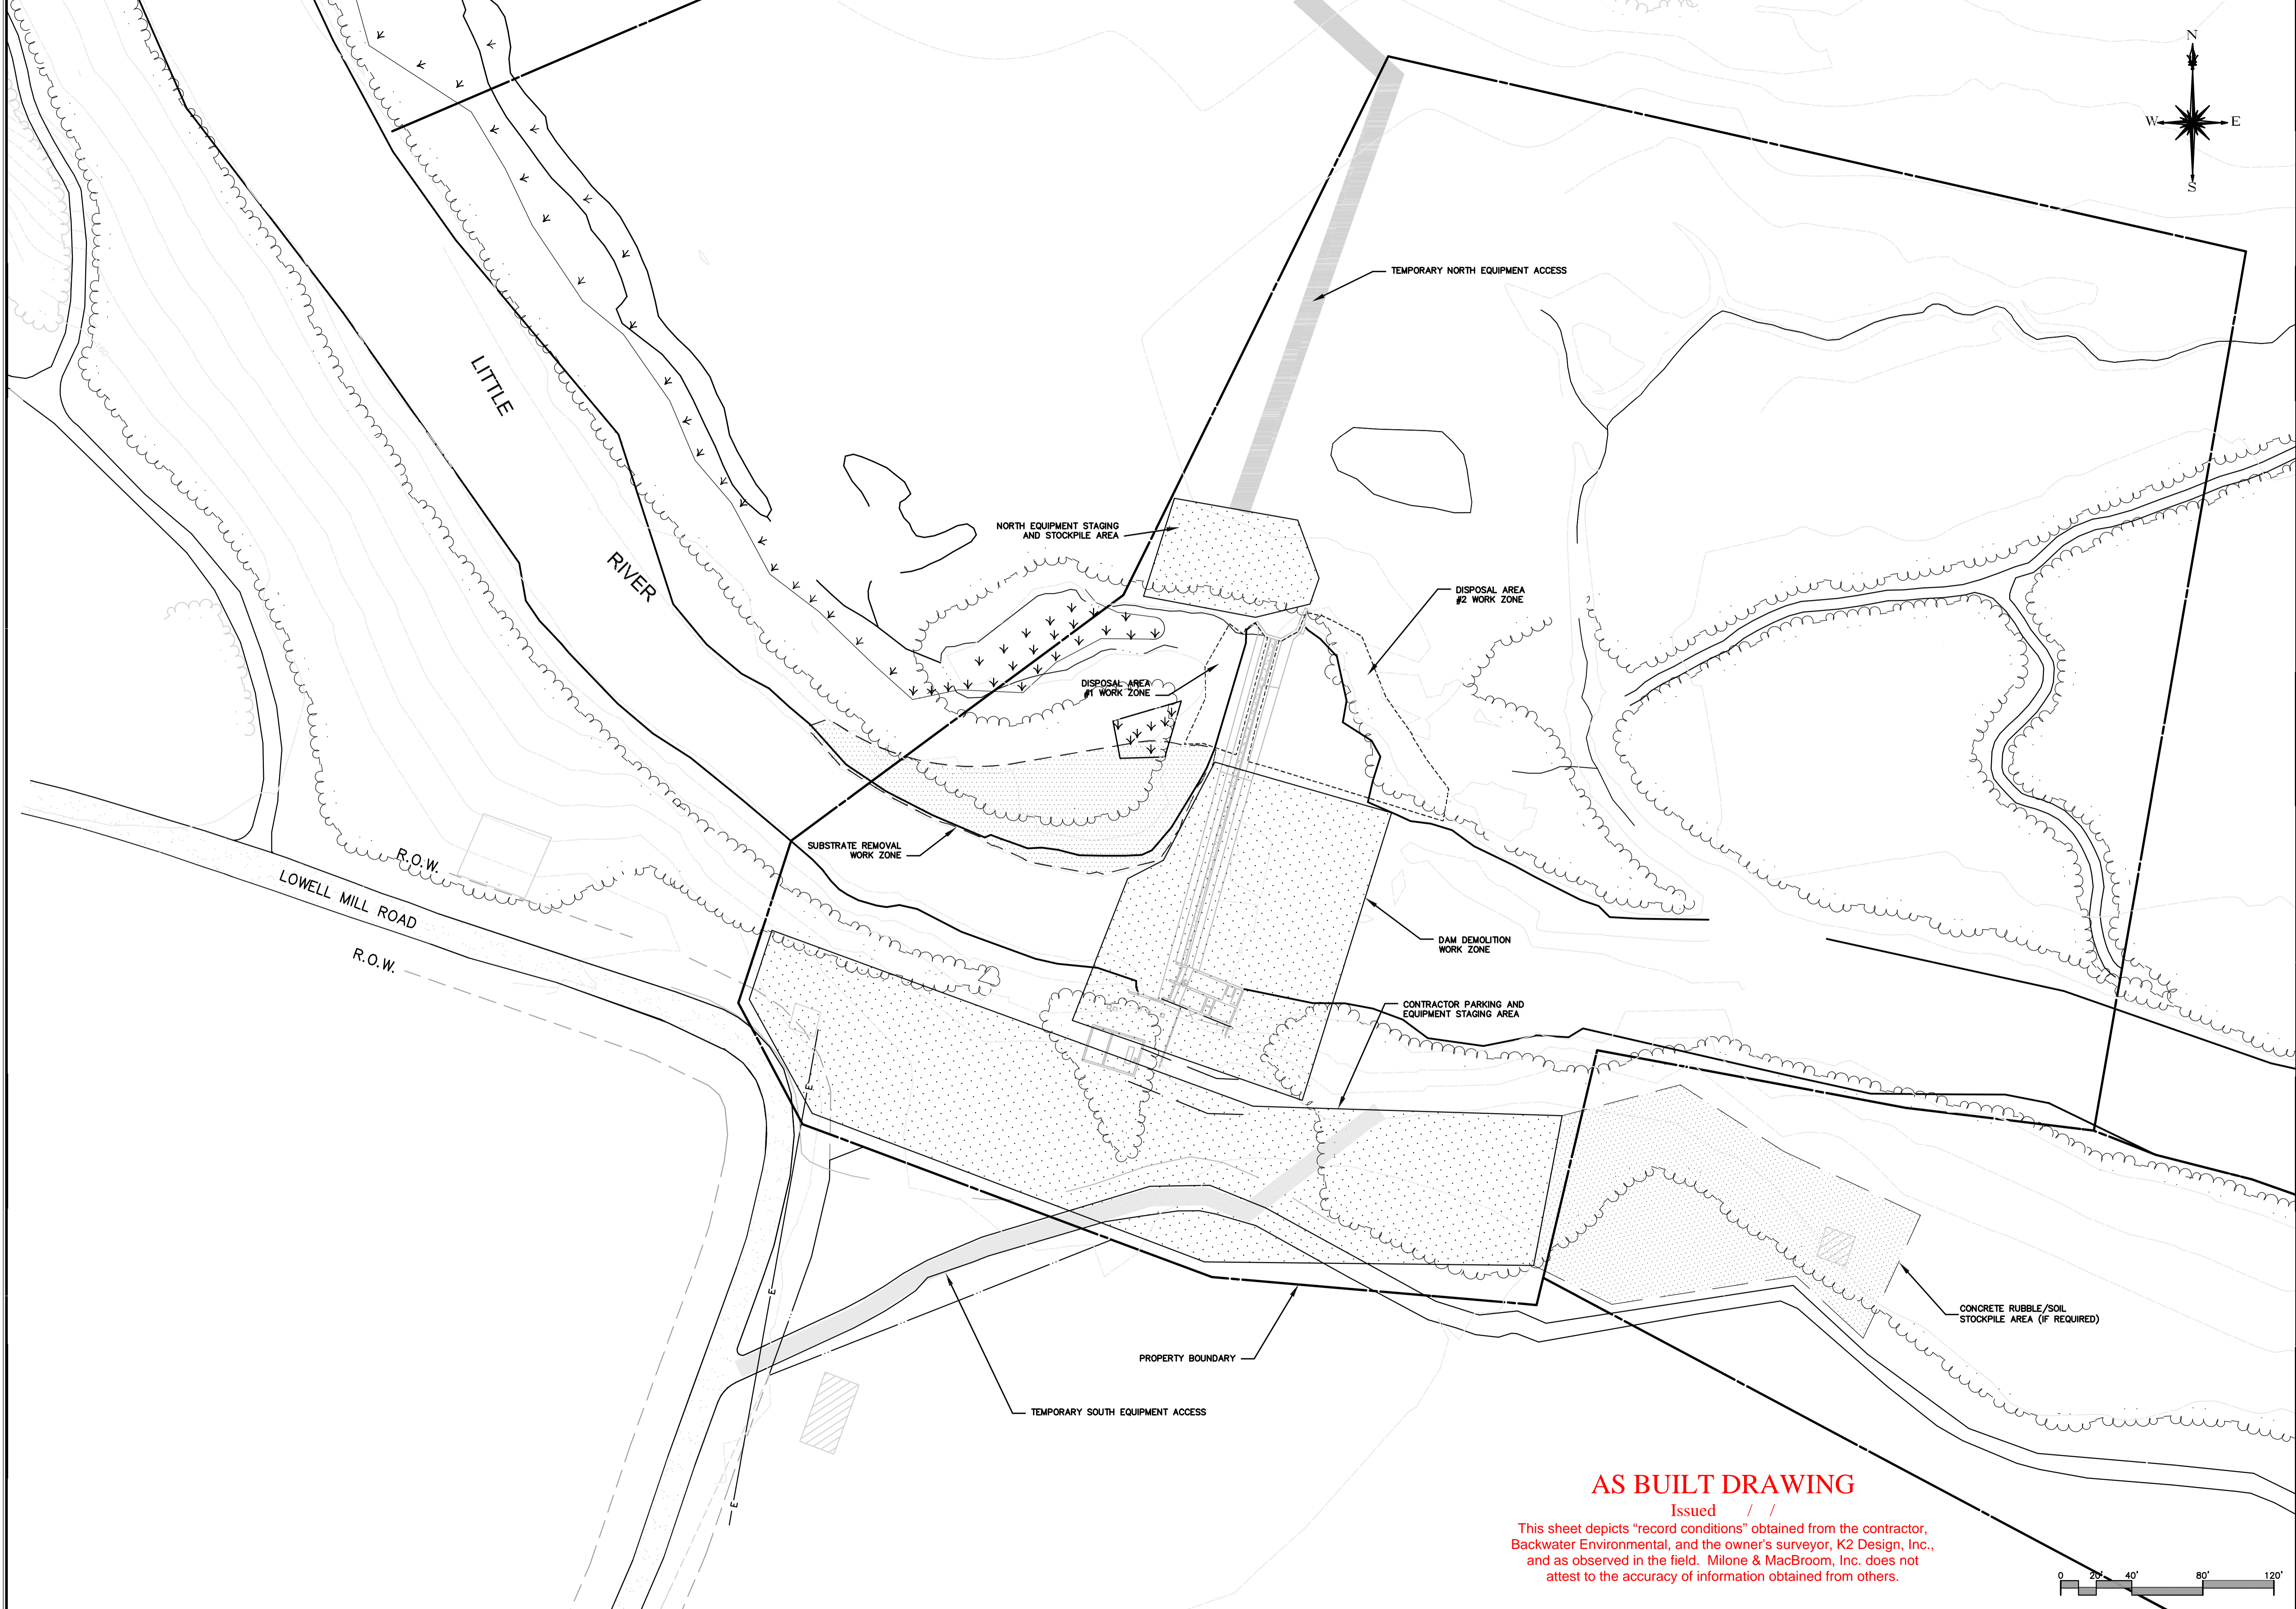 N
W
E
S
TEMPORARY NORTH EQUIPMENT ACCESS
LITTLE
RIVER
NORTH EQUIPMENT STAGING
AND STOCKPILE AREA
DISPOSAL AREA
#2 WORK ZONE
DISPOSAL AREA
#1 WORK ZONE
SUBSTRATE REMOVAL
WORK ZONE
R.O.W.
LOWELL MILL ROAD
R.O.W.
DAM DEMOLITION
WORK ZONE
CONTRACTOR PARKING AND
EQUIPMENT STAGING AREA
E
E
E
CONCRETE RUBBLE/SOIL
STOCKPILE AREA (IF REQUIRED)
PROPERTY BOUNDARY
TEMPORARY SOUTH EQUIPMENT ACCESS
AS BUILT DRAWING
Issued / /
This sheet depicts “record conditions” obtained from the contractor,
Backwater Environmental, and the owner's surveyor, K2 Design, Inc.,
and as observed in the field. Milone & MacBroom, Inc. does not
attest to the accuracy of information obtained from others.
0 20' 40' 80' 120'